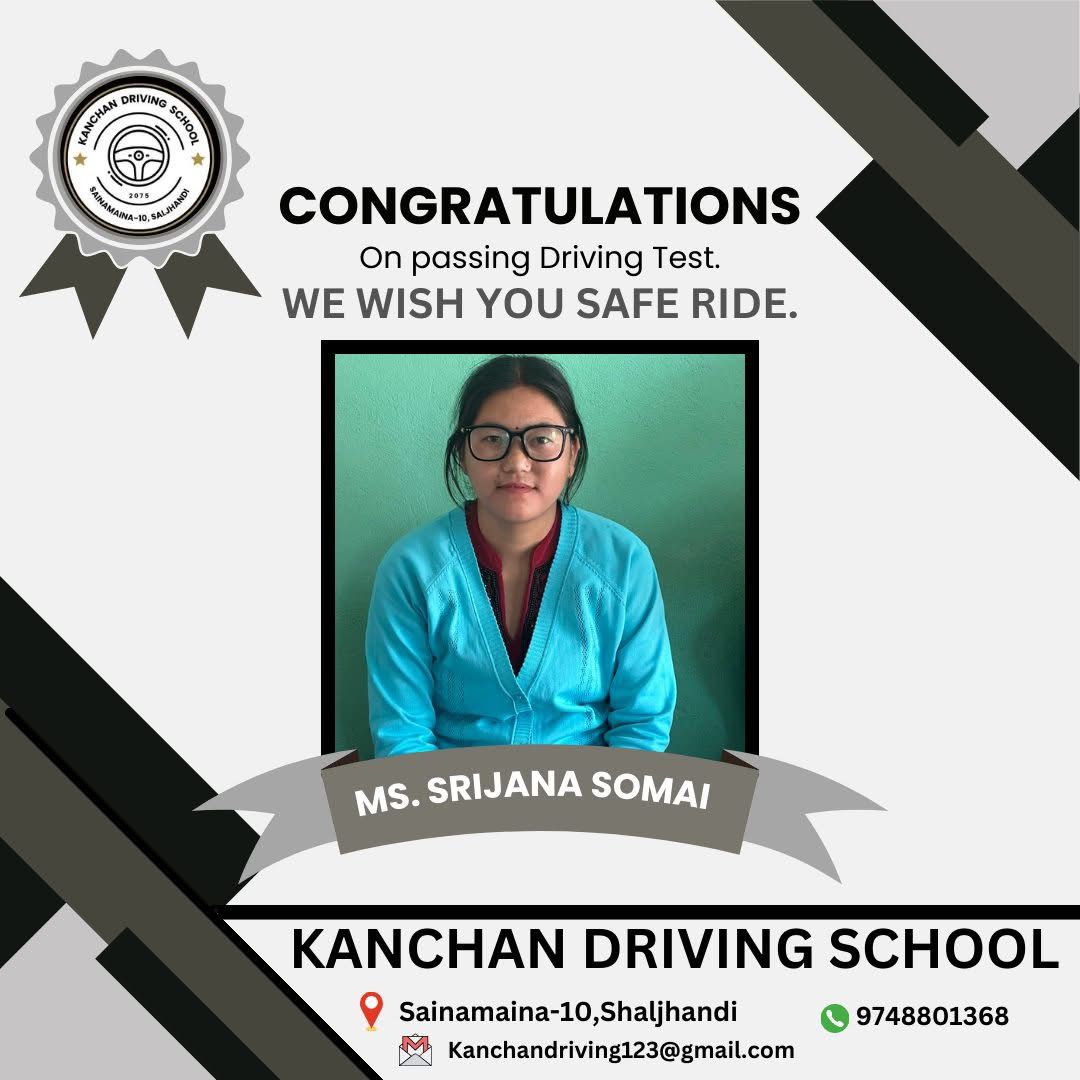 KANCHAN DRIVING SCHOOL
2075
SAINAMAINA-10, SALJHANDI
CONGRATULATIONS
On passing Driving Test.
WE WISH YOU SAFE RIDE.
MS. SRIJANA SOMAI
KANCHAN DRIVING SCHOOL
Sainamaina-10,Shaljhandi
9748801368
Kanchandriving123@gmail.com